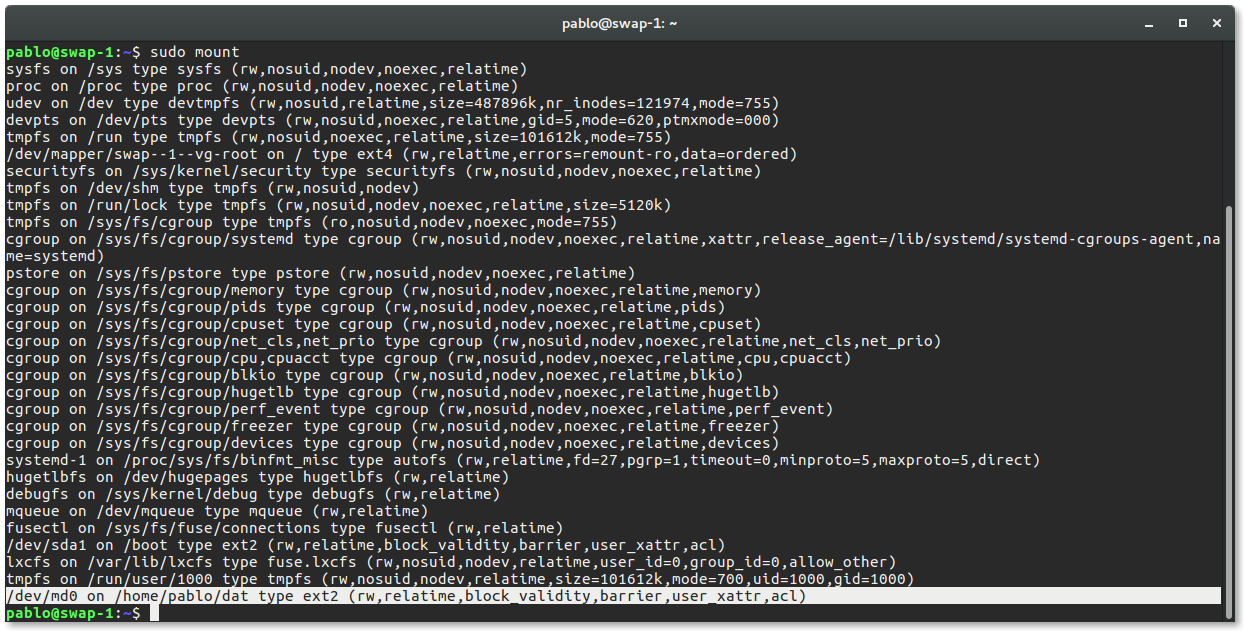 pablo@swap-1: ~
pablo@swap-1:~$ sudo mount
sysfs on /sys type sysfs (rw,nosuid,nodev,noexec,relatime)
proc on /proc type proc (rw,nosuid,nodev,noexec,relatime)
udev on /dev type devtmpfs (rw,nosuid,relatime,size=487896k,nr_inodes=121974,mode=755)
devpts on /dev/pts type devpts (rw,nosuid,noexec,relatime,gid=5,mode=620,ptmxmode=000)
tmpfs on /run type tmpfs (rw,nosuid,noexec,relatime,size=101612k,mode=755)
/dev/mapper/swap--1--vg-root on / type ext4 (rw,relatime,errors=remount-ro,data=ordered)
securityfs on /sys/kernel/security type securityfs (rw,nosuid,nodev,noexec,relatime)
tmpfs on /dev/shm type tmpfs (rw,nosuid,nodev)
tmpfs on /run/lock type tmpfs (rw,nosuid,nodev,noexec,relatime,size=5120k)
tmpfs on /sys/fs/cgroup type tmpfs (ro,nosuid,nodev,noexec,mode=755)
cgroup on /sys/fs/cgroup/systemd type cgroup (rw,nosuid,nodev,noexec,relatime,xattr,release_agent=/lib/systemd/systemd-cgroups-agent,na
me=systemd)
pstore on /sys/fs/pstore type pstore (rw,nosuid,nodev,noexec,relatime)
cgroup on /sys/fs/cgroup/memory type cgroup (rw,nosuid,nodev,noexec,relatime,memory)
cgroup on /sys/fs/cgroup/pids type cgroup (rw,nosuid,nodev,noexec,relatime,pids)
cgroup on /sys/fs/cgroup/cpuset type cgroup (rw,nosuid,nodev,noexec,relatime,cpuset)
cgroup on /sys/fs/cgroup/net_cls,net_prio type cgroup (rw,nosuid,nodev,noexec,relatime,net_cls,net_prio)
cgroup on /sys/fs/cgroup/cpu,cpuacct type cgroup (rw,nosuid,nodev,noexec,relatime,cpu,cpuacct)
cgroup on /sys/fs/cgroup/blkio type cgroup (rw,nosuid,nodev,noexec,relatime,blkio)
cgroup on /sys/fs/cgroup/hugetlb type cgroup (rw,nosuid,nodev,noexec,relatime,hugetlb)
cgroup on /sys/fs/cgroup/perf_event type cgroup (rw,nosuid,nodev,noexec,relatime,perf_event)
cgroup on /sys/fs/cgroup/freezer type cgroup (rw,nosuid,nodev,noexec,relatime,freezer)
cgroup on /sys/fs/cgroup/devices type cgroup (rw,nosuid,nodev,noexec,relatime,devices)
systemd-1 on /proc/sys/fs/binfmt_misc type autofs (rw,relatime,fd=27,pgrp=1,timeout=0,minproto=5,maxproto=5,direct)
hugetlbfs on /dev/hugepages type hugetlbfs (rw,relatime)
debugfs on /sys/kernel/debug type debugfs (rw,relatime)
mqueue on /dev/mqueue type mqueue (rw,relatime)
fusectl on /sys/fs/fuse/connections type fusectl (rw,relatime)
/dev/sda1 on /boot type ext2 (rw,relatime,block_validity,barrier,user_xattr,acl)
lxcfs on /var/lib/lxcfs type fuse.lxcfs (rw,nosuid,nodev,relatime,user_id=0,group_id=0,allow_other)
tmpfs on /run/user/1000 type tmpfs (rw,nosuid,nodev,relatime,size=101612k,mode=700,uid=1000,gid=1000)
/dev/md0 on /home/pablo/dat type ext2 (rw,relatime,block_validity,barrier,user_xattr,acl)
pablo@swap-1:~$